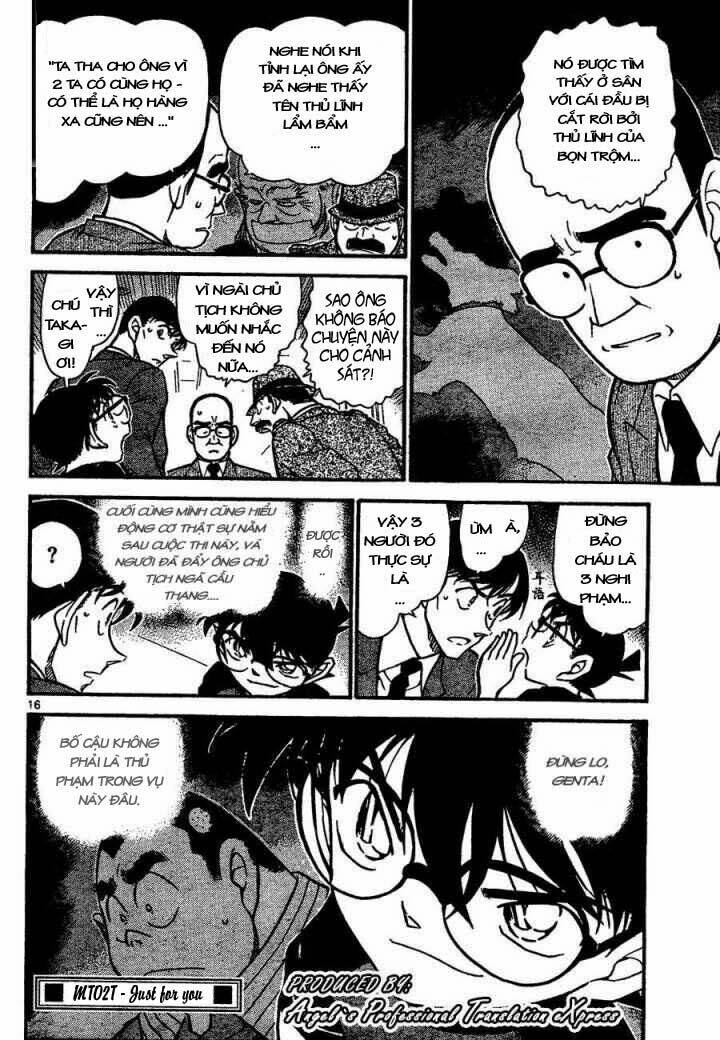 NÓ ĐƯỢC TÌM
THẤY Ở SÂN
VỚI CÁI ĐẦU BỊ
CẮT RỜI BỞI
THỦ LĨNH CỦA
BỌN TRỘM...
NGHE NÓI KHI
TỈNH LẠI ÔNG ẤY
ĐÃ NGHE THẤY
TÊN THỦ LĨNH
LẨM BẨM
...
"TA THA CHO ÔNG VÌ
2 TA CÓ CÙNG HỌ -
CÓ THỂ LÀ HỌ HÀNG
XA CŨNG NÊN ..."
SAO ÔNG
KHÔNG BÁO
CHUYỆN NÀY
CHO CẢNH
SÁT?!
VÌ NGÀI CHỦ
TỊCH KHÔNG
MUỐN NHẮC
ĐẾN NÓ
NỮA...
VẬY
THÌ
...
CHÚ
TAKA-
GI
ƠI!
ĐỪNG
BẢO
CHÁU LÀ
3 NGHI
PHẠM...
耳語
ỪM À,
...
VẬY 3
NGƯỜI ĐÓ
THỰC SỰ
LÀ
...
ĐƯỢC
RỒI
..
CUỐI CÙNG MÌNH CŨNG HIỂU
ĐỘNG CƠ THẬT SỰ NẰM
SAU CUỘC THI NÀY, VÀ
NGƯỜI ĐÃ ĐẨY ÔNG CHỦ
TỊCH NGÃ CẦU
THANG....
?
16
ĐỪNG LO,
GENTA!
BỐ CẬU KHÔNG
PHẢI LÀ THỦ
PHẠM TRONG VỤ
NÀY ĐÂU.
MTO2T - Just for you
PRODUCED BY:
Angel`s Professional Translation eXpress